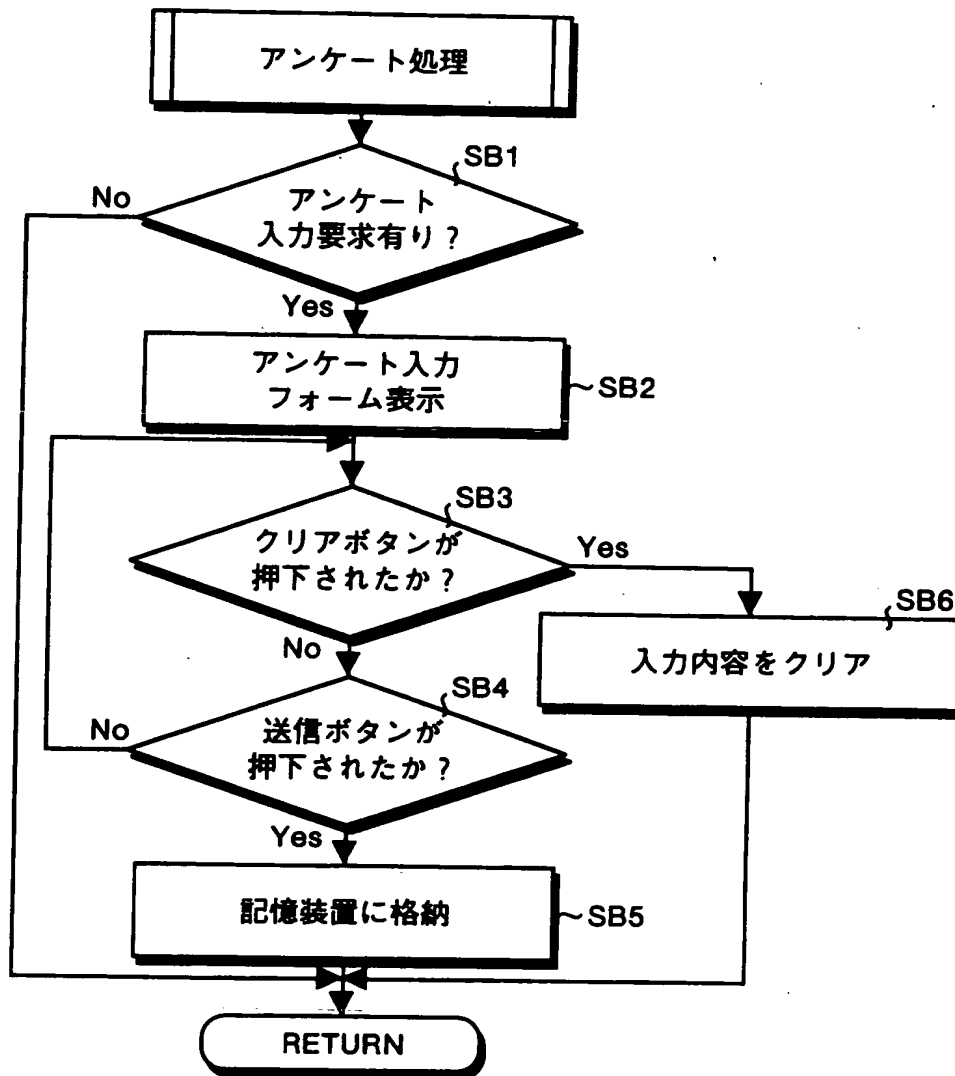 アンケート処理
SB1
No
アンケート
入力要求有り?
Yes
アンケート入力
フォーム表示
SB2
SB3
クリアボタンが
押下されたか?
Yes
SB6
No
入力内容をクリア
SB4
No
送信ボタンが
押下されたか?
Yes
記憶装置に格納
SB5
RETURN